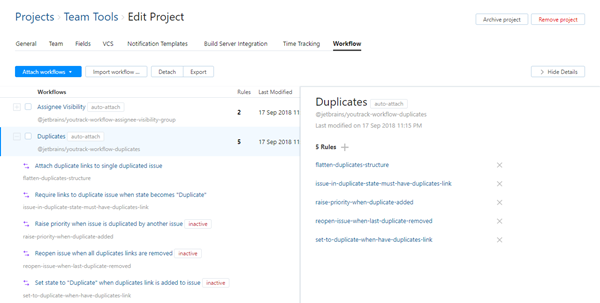 Projects > Team Tools > Edit Project
Archive project
Remove project
General
Team
Fields
VCS
Notification Templates
Build Server Integration
Time Tracking
Workflow
Attach workflows
Import workflow ...
Detach
Export
> Hide Details
Workflows
Rules
Last Modified
Assignee Visibility auto-attach
2
17 Sep 2018 11
@jetbrains/youtrack-workflow-assignee-visibility-group
Duplicates auto-attach
5
17 Sep 2018 11
@jetbrains/youtrack-workflow-duplicates
Attach duplicate links to single duplicated issue
flatten-duplicates-structure
Require links to duplicate issue when state becomes "Duplicate"
issue-in-duplicate-state-must-have-duplicates-link
Raise priority when issue is duplicated by another issue inactive
raise-priority-when-duplicate-added
Reopen issue when all duplicates links are removed inactive
reopen-issue-when-last-duplicate-removed
Set state to "Duplicate" when duplicates link is added to issue inactive
set-to-duplicate-when-have-duplicates-link
Duplicates auto-attach
@jetbrains/youtrack-workflow-duplicates
Last modified on 17 Sep 2018 11:15 PM
5 Rules
flatten-duplicates-structure
issue-in-duplicate-state-must-have-duplicates-link
raise-priority-when-duplicate-added
reopen-issue-when-last-duplicate-removed
set-to-duplicate-when-have-duplicates-link